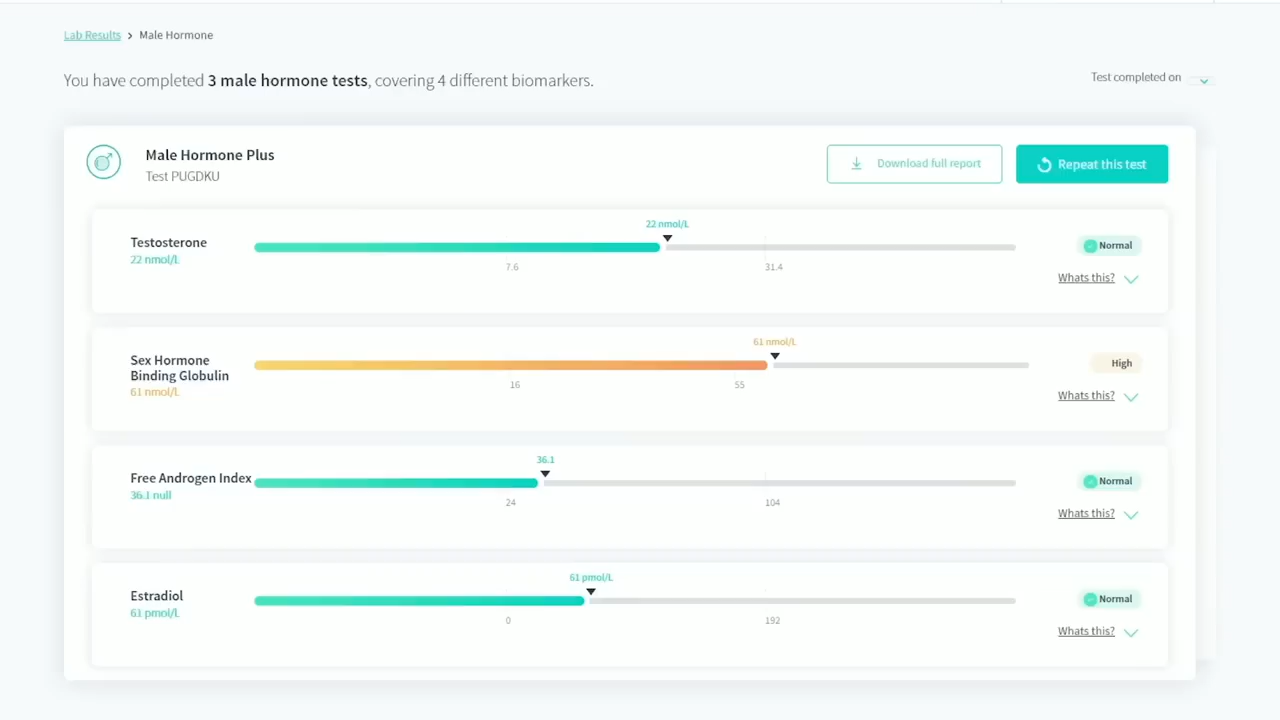 Lab Results > Male Hormone
You have completed 3 male hormone tests, covering 4 different biomarkers.
Test completed on
Male Hormone Plus
Test PUGDKU
Download full report
Repeat this test
22 nmol/L
Testosterone
22 nmol/L
7.6
31.4
Normal
Whats this?
61 nmol/L
Sex Hormone
Binding Globulin
61 nmol/L
16
55
High
Whats this?
36.1
Free Androgen Index
36.1 null
24
104
Normal
Whats this?
61 pmol/L
Estradiol
61 pmol/L
0
192
Normal
Whats this?